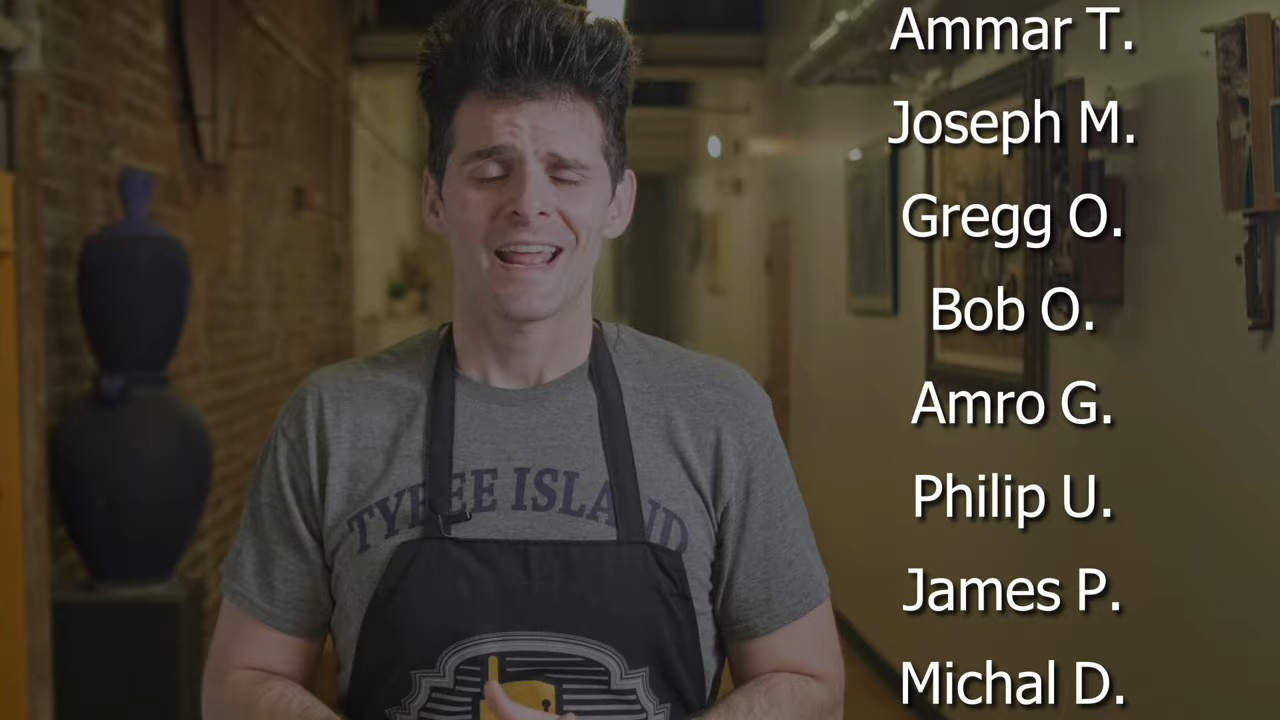 Ammar T.
Joseph M.
Gregg O.
Bob O.
Amro G.
Philip U.
James P.
Michal D.
TYBEE ISLAND